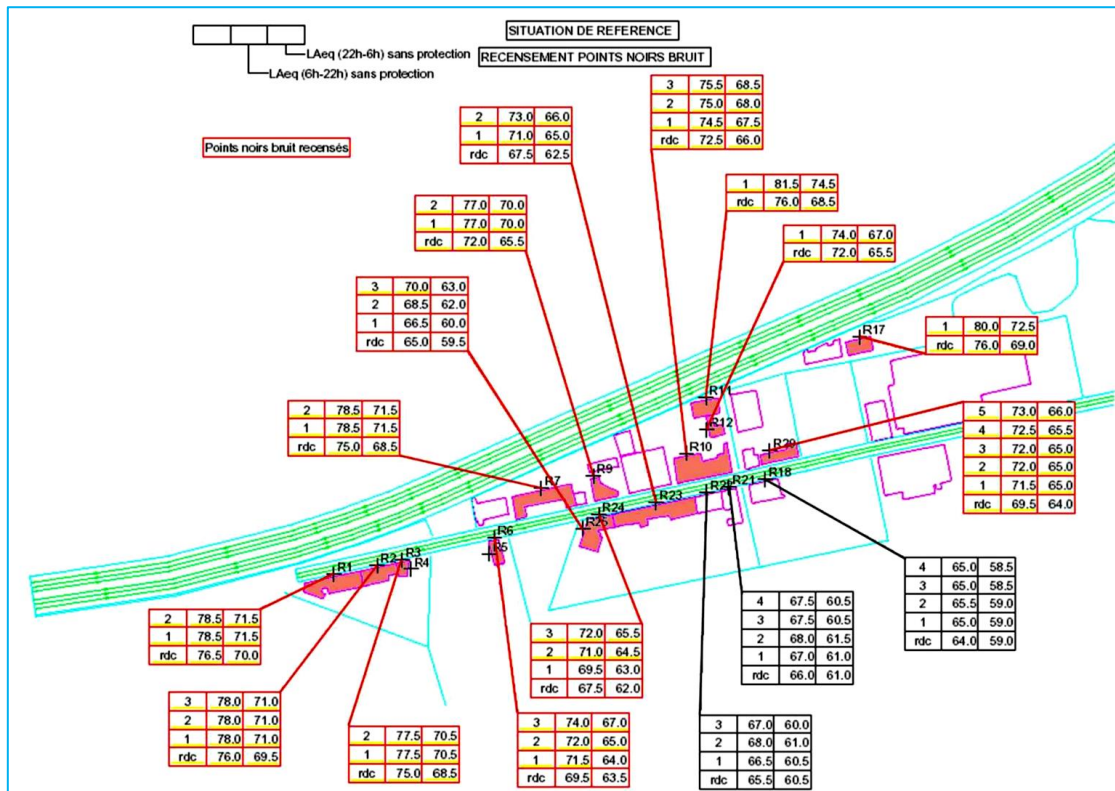 SITUATION DE REFERENCE
LAeq (22h-6h) sans protection
RECENSEMENT POINTS NOIRS BRUIT
LAeq (6h-22h) sans protection
Points noirs bruit recensés
3 75.5 68.5
2 75.0 68.0
1 74.5 67.5
rdc 72.5 66.0
2 73.0 66.0
1 71.0 65.0
rdc 67.5 62.5
1 81.5 74.5
rdc 76.0 68.5
2 77.0 70.0
1 77.0 70.0
rdc 72.0 65.5
1 74.0 67.0
rdc 72.0 65.5
3 70.0 63.0
2 68.5 62.0
1 66.5 60.0
rdc 65.0 59.5
1 80.0 72.5
rdc 76.0 69.0
2 78.5 71.5
1 78.5 71.5
rdc 75.0 68.5
5 73.0 66.0
4 72.5 65.5
3 72.0 65.0
2 72.0 65.0
1 71.5 65.0
rdc 69.5 64.0
R17
R11
R12
R10
R20
R9
R7
R18
R21
R23
R24
R25
R6
R5
R3
R2
R4
R1
4 65.0 58.5
3 65.0 58.5
2 65.5 59.0
1 65.0 59.0
rdc 64.0 59.0
4 67.5 60.5
3 67.5 60.5
2 68.0 61.5
1 67.0 61.0
rdc 66.0 61.0
2 78.5 71.5
1 78.5 71.5
rdc 76.5 70.0
3 72.0 65.5
2 71.0 64.5
1 69.5 63.0
rdc 67.5 62.0
3 78.0 71.0
2 78.0 71.0
1 78.0 71.0
rdc 76.0 69.5
2 77.5 70.5
1 77.5 70.5
rdc 75.0 68.5
3 74.0 67.0
2 72.0 65.0
1 71.5 64.0
rdc 69.5 63.5
3 67.0 60.0
2 68.0 61.0
1 66.5 60.5
rdc 65.5 60.5